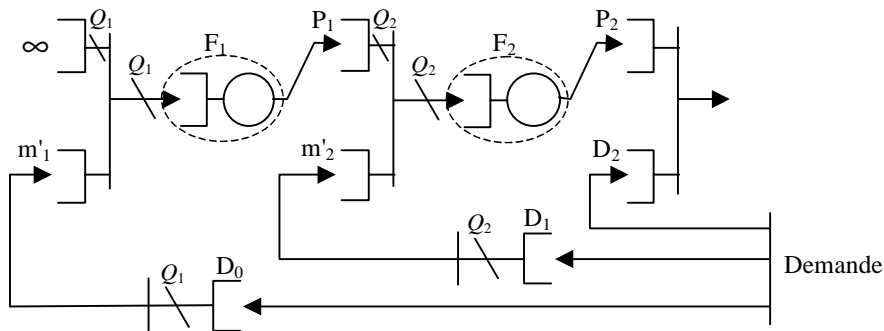 Q1 P1 Q2 P2
∞ F1 F2
Q1 Q2
m'1 m'2 D2
Q2 D1
Q1 D0 Demande